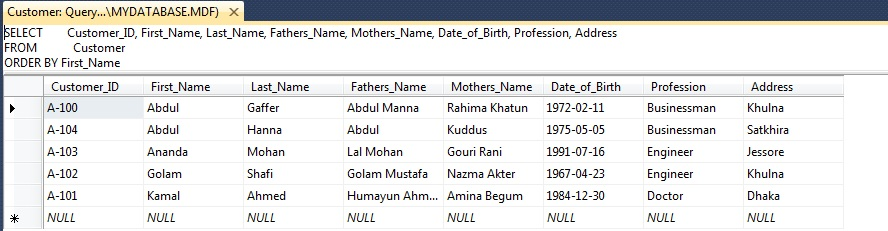 Customer: Query...\MYDATABASE.MDF) ×
SELECT Customer_ID, First_Name, Last_Name, Fathers_Name, Mothers_Name, Date_of_Birth, Profession, Address
FROM Customer
ORDER BY First_Name
Customer_ID First_Name Last_Name Fathers_Name Mothers_Name Date_of_Birth Profession Address
A-100 Abdul Gaffer Abdul Manna Rahima Khatun 1972-02-11 Businessman Khulna
A-104 Abdul Hanna Abdul Kuddus 1975-05-05 Businessman Satkhira
A-103 Ananda Mohan Lal Mohan Gouri Rani 1991-07-16 Engineer Jessore
A-102 Golam Shafi Golam Mustafa Nazma Akter 1967-04-23 Engineer Khulna
A-101 Kamal Ahmed Humayun Ahm... Amina Begum 1984-12-30 Doctor Dhaka
NULL NULL NULL NULL NULL NULL NULL NULL